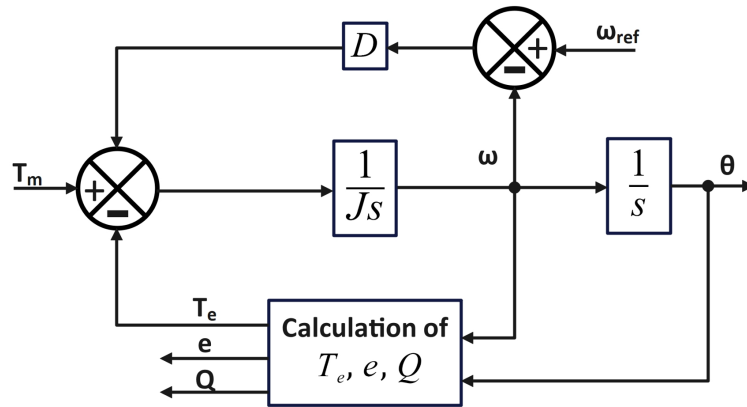 D
+
ω_ref
−
ω
T_m
+
−
1
Js
1
s
θ
T_e
e
Q
Calculation of
T_e, e, Q